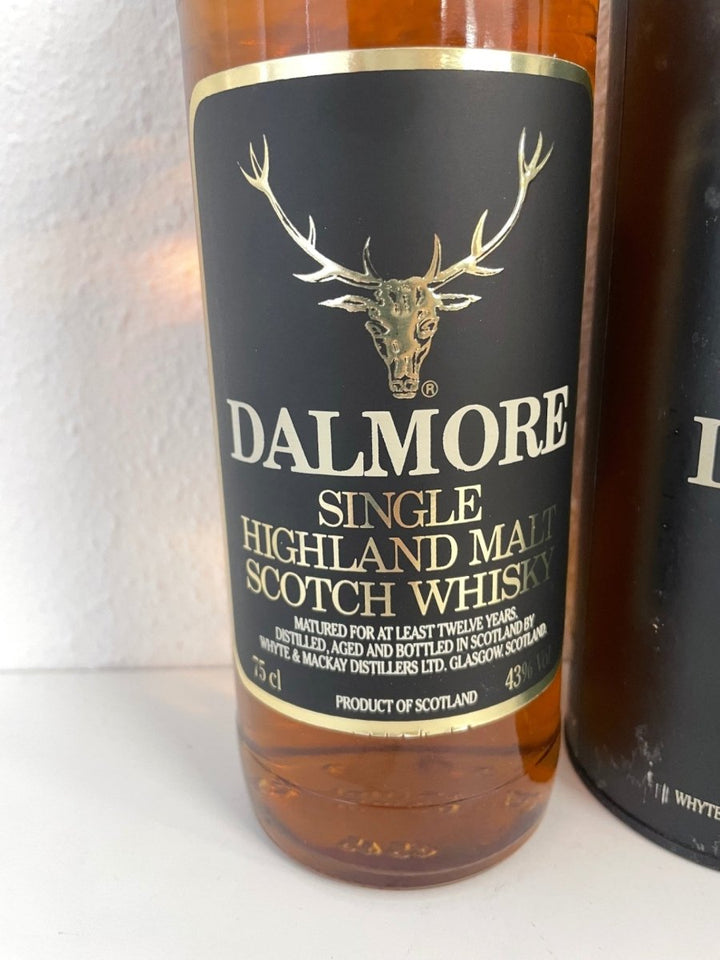 ®
DALMORE
SINGLE
HIGHLAND MALT
SCOTCH WHISKY
MATURED FOR AT LEAST TWELVE YEARS.
DISTILLED, AGED AND BOTTLED IN SCOTLAND BY
WHYTE & MACKAY DISTILLERS LTD. GLASGOW, SCOTLAND.
75 cl
43% Vol
PRODUCT OF SCOTLAND
WHYTE